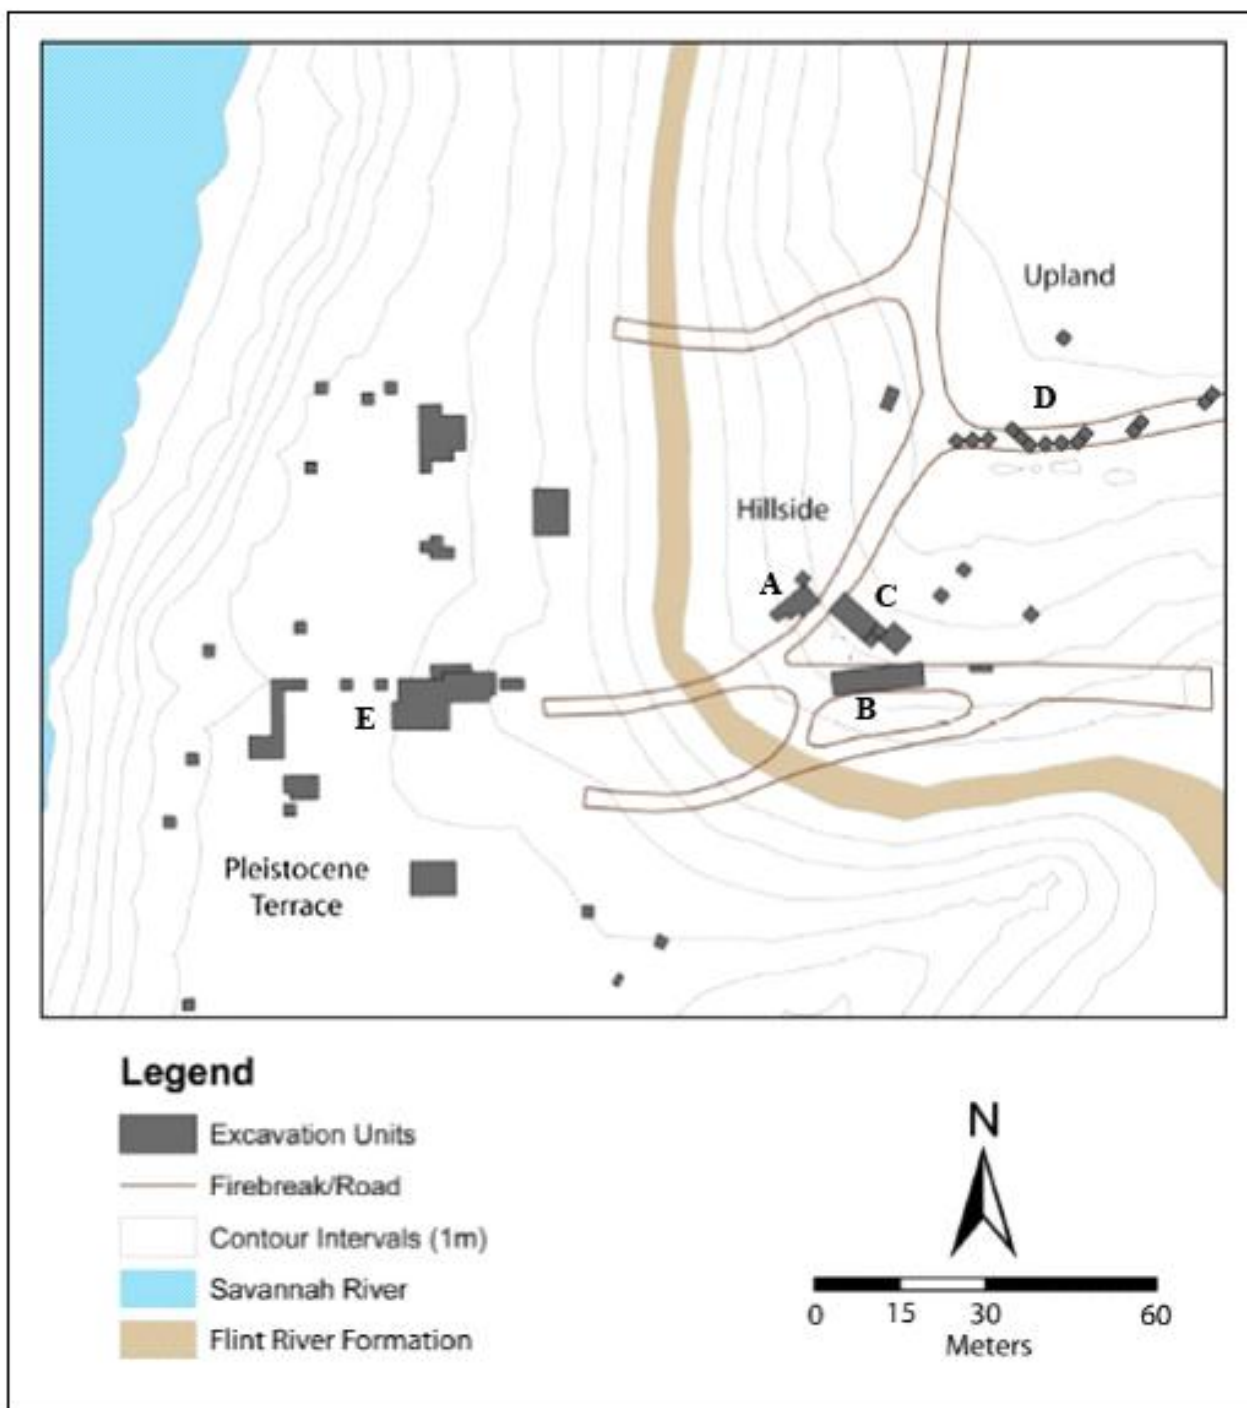 Upland
D
Hillside
A
C
B
E
Pleistocene
Terrace
Legend
Excavation Units
Firebreak/Road
Contour Intervals (1m)
Savannah River
Flint River Formation
N
0 15 30 60
Meters